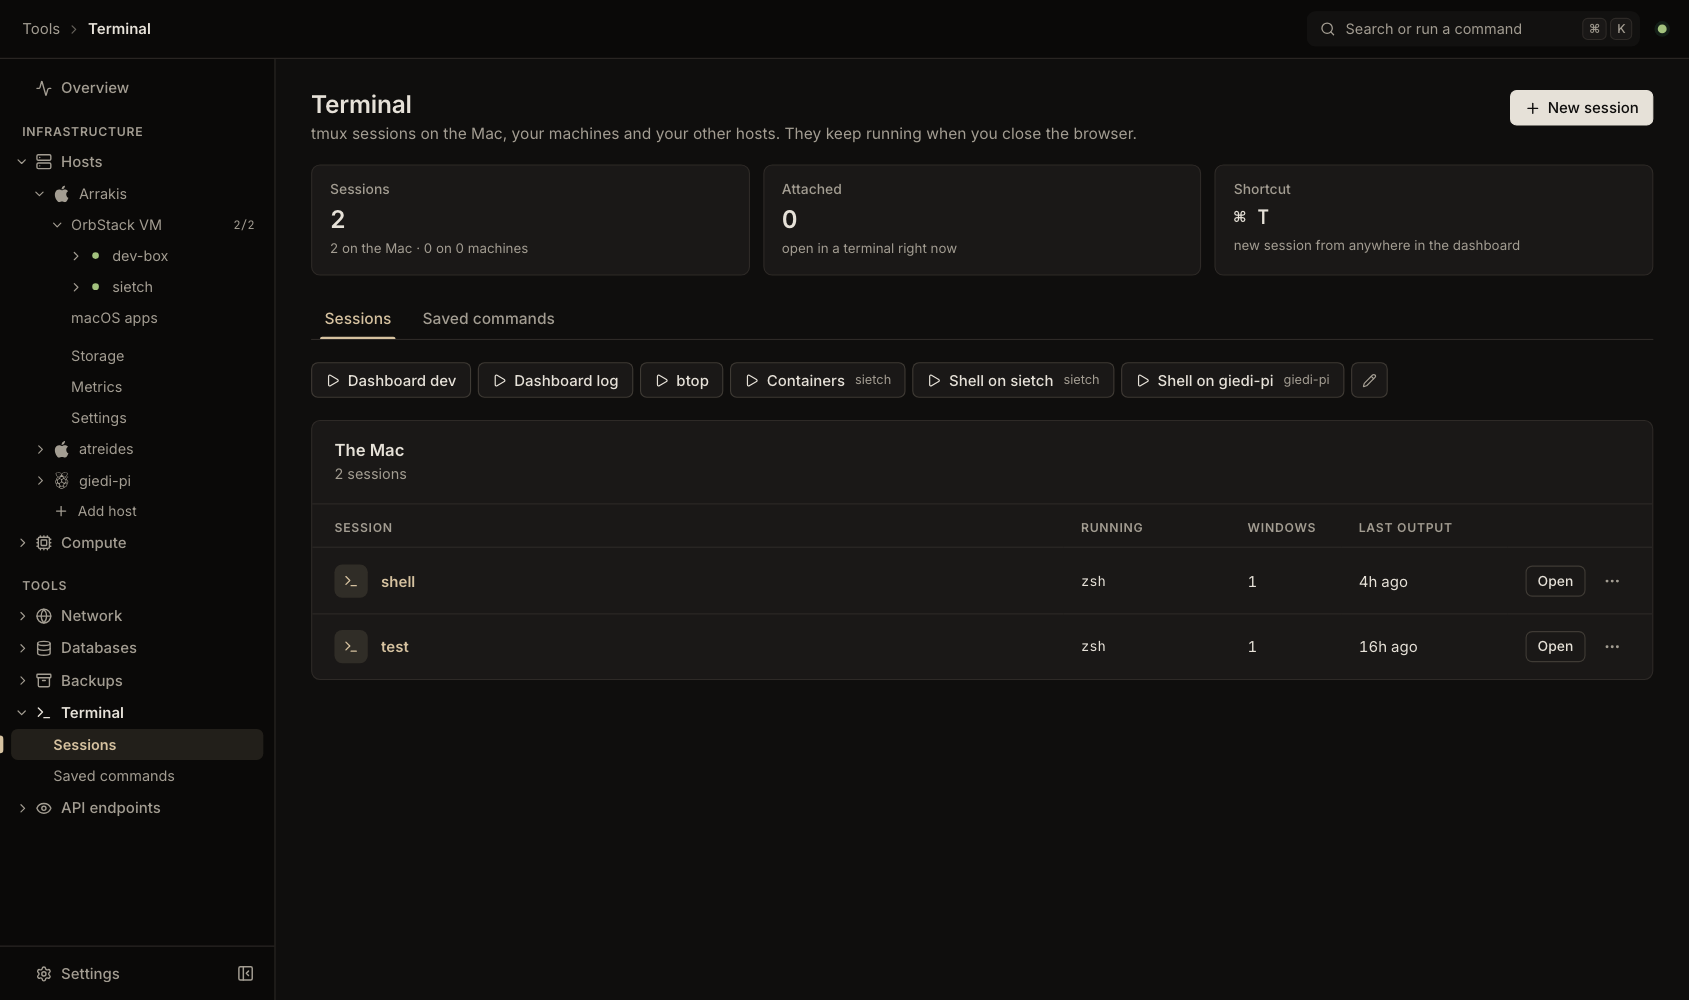 Tools > Terminal
Search or run a command ⌘ K
Overview
INFRASTRUCTURE
Hosts
Arrakis
OrbStack VM 2/2
dev-box
sietch
macOS apps
Storage
Metrics
Settings
atreides
giedi-pi
+ Add host
Compute
TOOLS
Network
Databases
Backups
Terminal
Sessions
Saved commands
API endpoints
Settings
Terminal
tmux sessions on the Mac, your machines and your other hosts. They keep running when you close the browser.
+ New session
Sessions
2
2 on the Mac · 0 on 0 machines
Attached
0
open in a terminal right now
Shortcut
⌘ T
new session from anywhere in the dashboard
Sessions Saved commands
Dashboard dev Dashboard log btop Containers sietch Shell on sietch sietch Shell on giedi-pi giedi-pi
The Mac
2 sessions
SESSION RUNNING WINDOWS LAST OUTPUT
shell zsh 1 4h ago Open ···
test zsh 1 16h ago Open ···